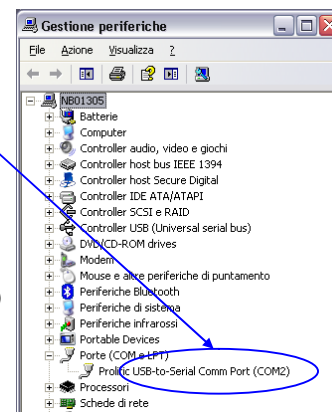 Gestione periferiche
File Azione Visualizza ?
NB01305
Batterie
Computer
Controller audio, video e giochi
Controller host bus IEEE 1394
Controller host Secure Digital
Controller IDE ATA/ATAPI
Controller SCSI e RAID
Controller USB (Universal serial bus)
DVD/CD-ROM drives
Modem
Mouse e altre periferiche di puntamento
Periferiche Bluetooth
Periferiche di sistema
Periferiche infrarossi
Portable Devices
Porte (COM e LPT)
Prolific USB-to-Serial Comm Port (COM2)
Processori
Schede di rete